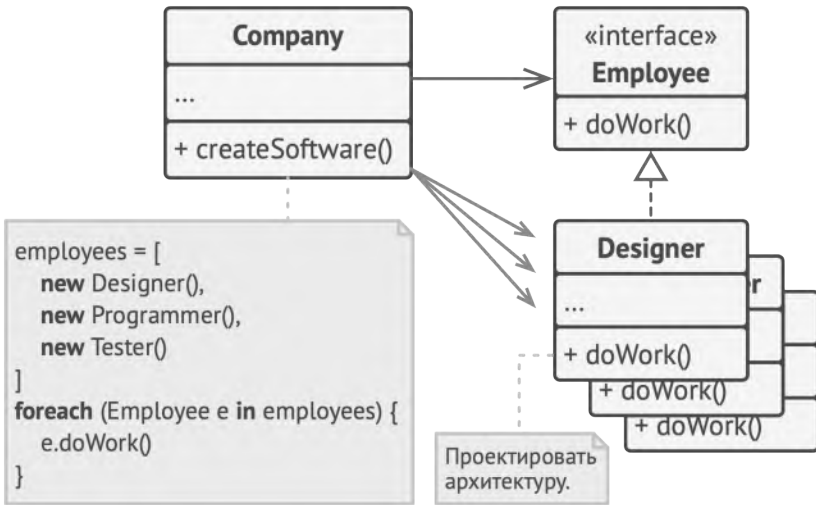 Company
...
+ createSoftware()
«interface»
Employee
+ doWork()
employees = [
new Designer(),
new Programmer(),
new Tester()
]
foreach (Employee e in employees) {
e.doWork()
}
Designer
...
+ doWork()
+ doWork()
+ doWork()
Проектировать
архитектуру.